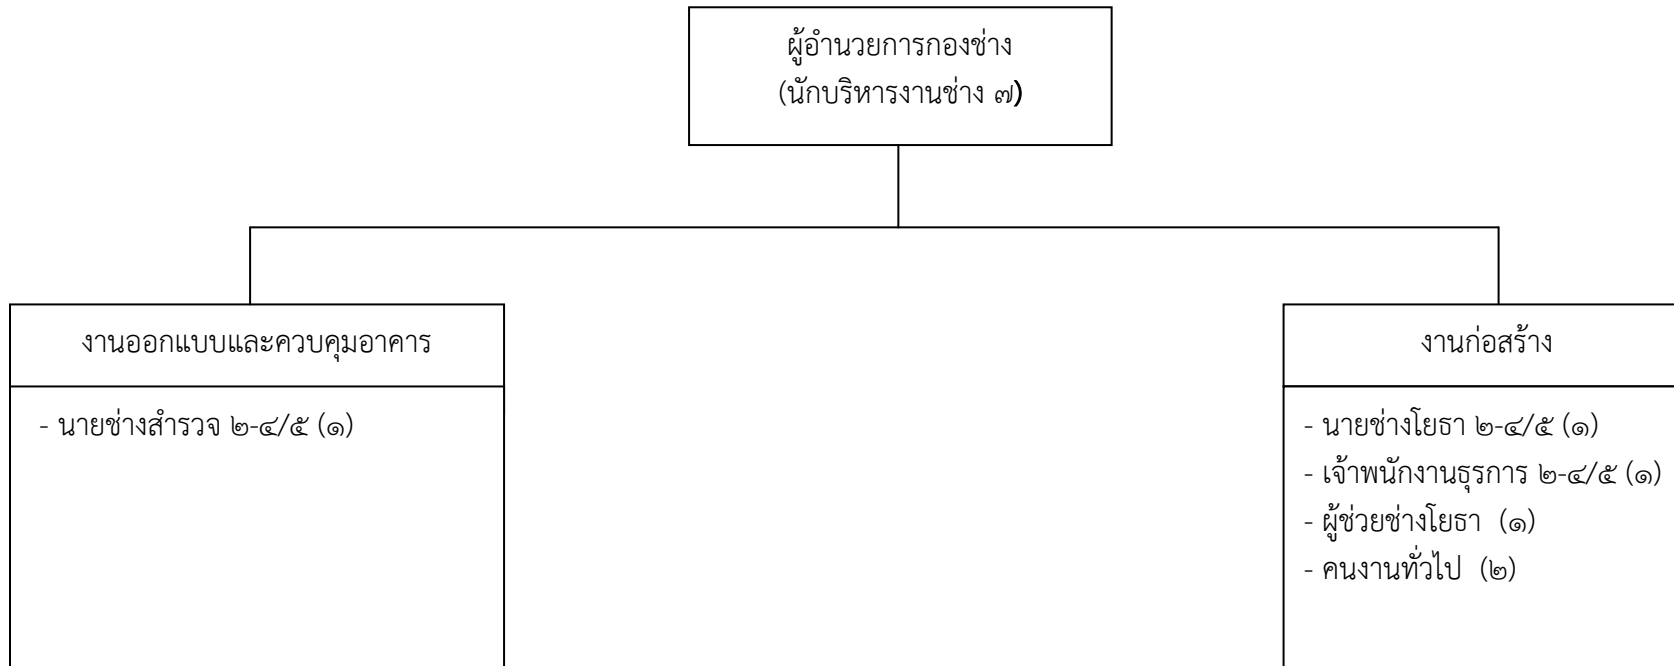 ผู้อำนวยการกองช่าง
(นักบริหารงานช่าง ๗)
งานออกแบบและควบคุมอาคาร
- นายช่างสำรวจ ๒-๔/๕ (๑)
งานก่อสร้าง
- นายช่างโยธา ๒-๔/๕ (๑)
- เจ้าพนักงานธุรการ ๒-๔/๕ (๑)
- ผู้ช่วยช่างโยธา (๑)
- คนงานทั่วไป (๒)